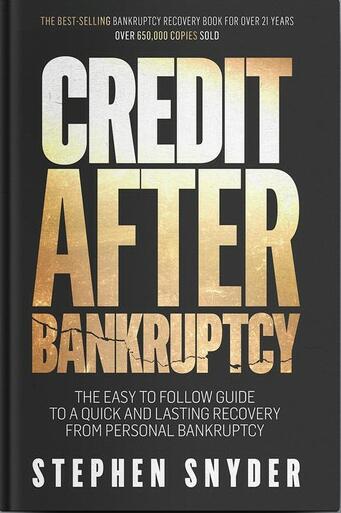 THE BEST-SELLING BANKRUPTCY RECOVERY BOOK FOR OVER 21 YEARS
OVER 650,000 COPIES SOLD
CREDIT
AFTER
BANKRUPTCY
THE EASY TO FOLLOW GUIDE
TO A QUICK AND LASTING RECOVERY
FROM PERSONAL BANKRUPTCY
STEPHEN SNYDER